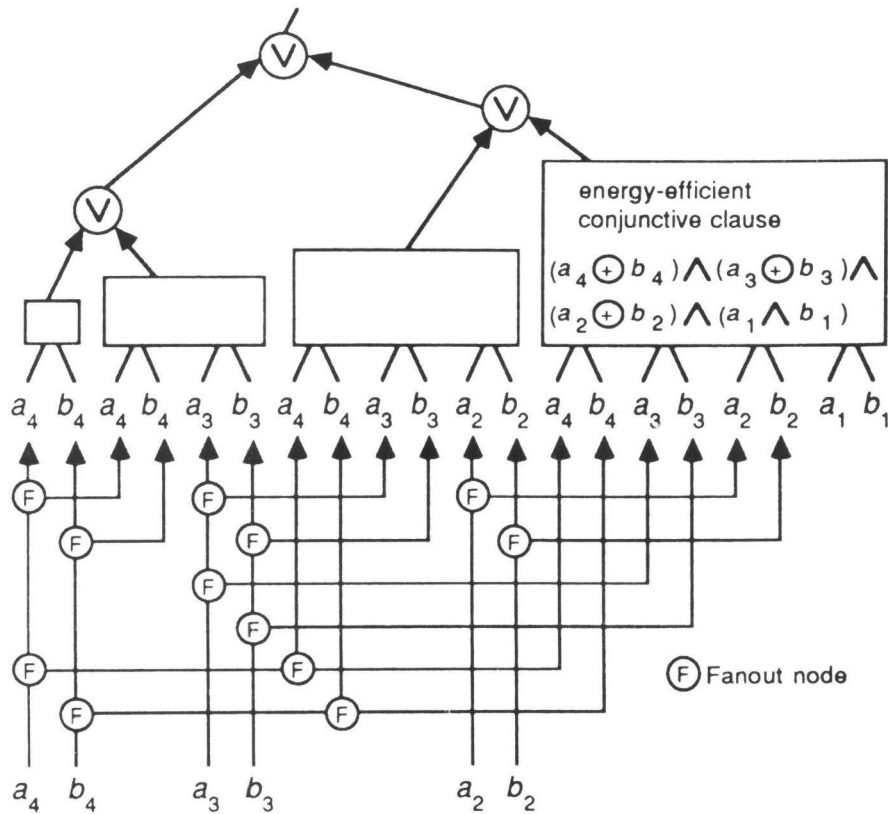 V
V
V
energy-efficient
conjunctive clause
(a₄ ⊕ b₄) ∧ (a₃ ⊕ b₃) ∧
(a₂ ⊕ b₂) ∧ (a₁ ∧ b₁)
a₄ b₄ a₄ b₄ a₃ b₃ a₄ b₄ a₃ b₃ a₂ b₂ a₄ b₄ a₃ b₃ a₂ b₂ a₁ b₁
F F F
F F F
F
F
F F F Fanout node
F F
a₄ b₄ a₃ b₃ a₂ b₂